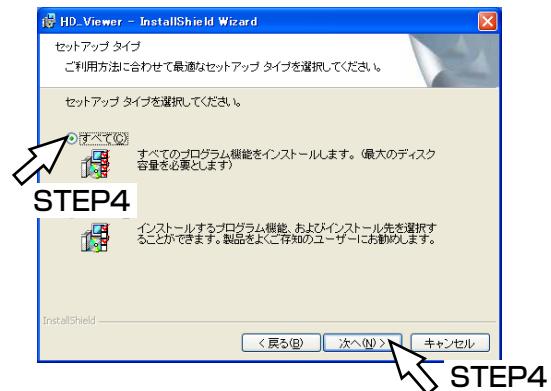 HD_Viewer - InstallShield Wizard
セットアップ タイプ
ご利用方法に合わせて最適なセットアップ タイプを選択してください。
セットアップ タイプを選択してください。
すべて(C)
すべてのプログラム機能をインストールします。(最大のディスク
容量を必要とします)
STEP4
インストールするプログラム機能、およびインストール先を選択す
ることができます。製品をよくご存知のユーザーにお勧めします。
InstallShield
< 戻る(B)
次へ(N) >
キャンセル
STEP4